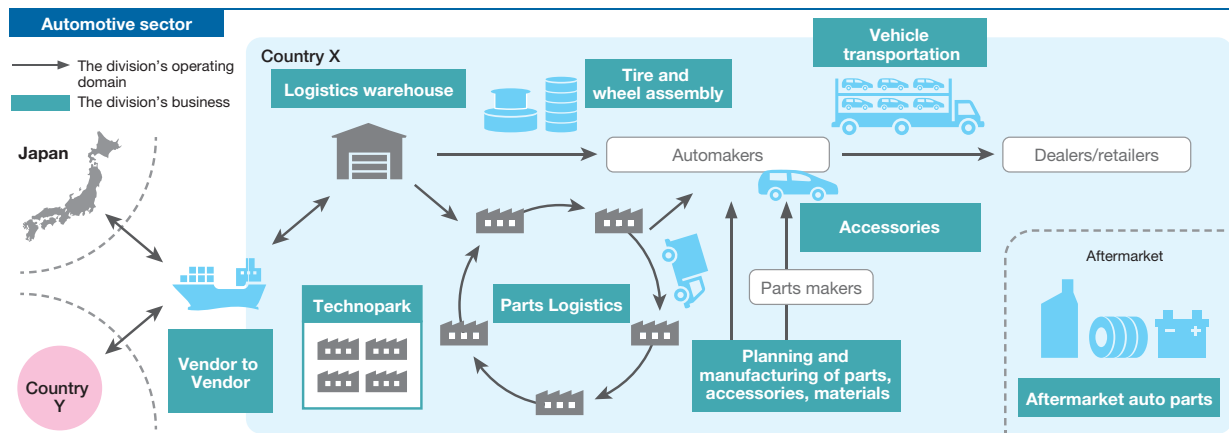 Automotive sector
The division's operating
domain
The division's business
Japan
Country
Y
Vendor to
Vendor
Country X
Logistics warehouse
Tire and
wheel assembly
Vehicle
transportation
Automakers
Dealers/retailers
Accessories
Technopark
Parts Logistics
Parts makers
Planning and
manufacturing of parts,
accessories, materials
Aftermarket
Aftermarket auto parts